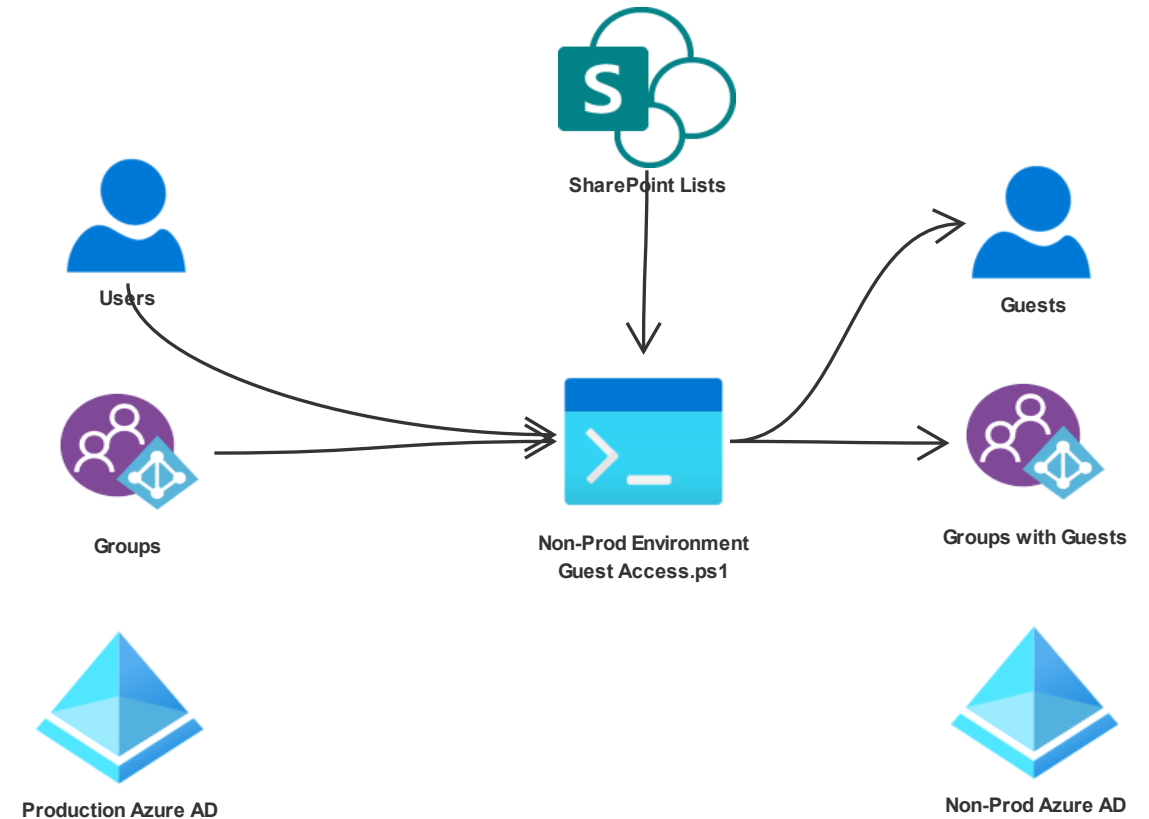 S
SharePoint Lists
Users
Guests
Groups
Non-Prod Environment
Guest Access.ps1
Groups with Guests
Production Azure AD
Non-Prod Azure AD